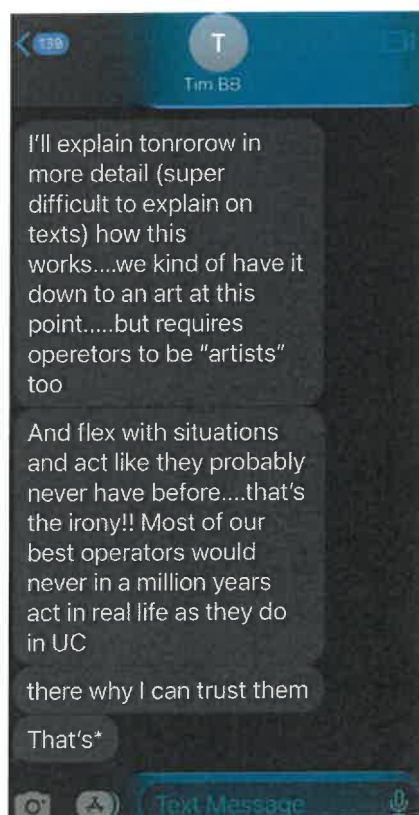 139
T
Tim BB
I'll explain tonrorow in
more detail (super
difficult to explain on
texts) how this
works....we kind of have it
down to an art at this
point.....but requires
operetors to be "artists"
too
And flex with situations
and act like they probably
never have before....that's
the irony!! Most of our
best operators would
never in a million years
act in real life as they do
in UC
there why I can trust them
That's*
Text Message